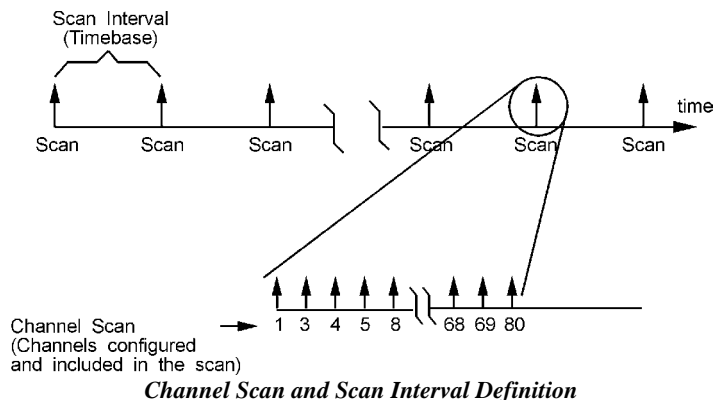 Scan Interval
(Timebase)
time
Scan Scan Scan Scan Scan Scan
1 3 4 5 8 68 69 80
Channel Scan
(Channels configured
and included in the scan)
Channel Scan and Scan Interval Definition